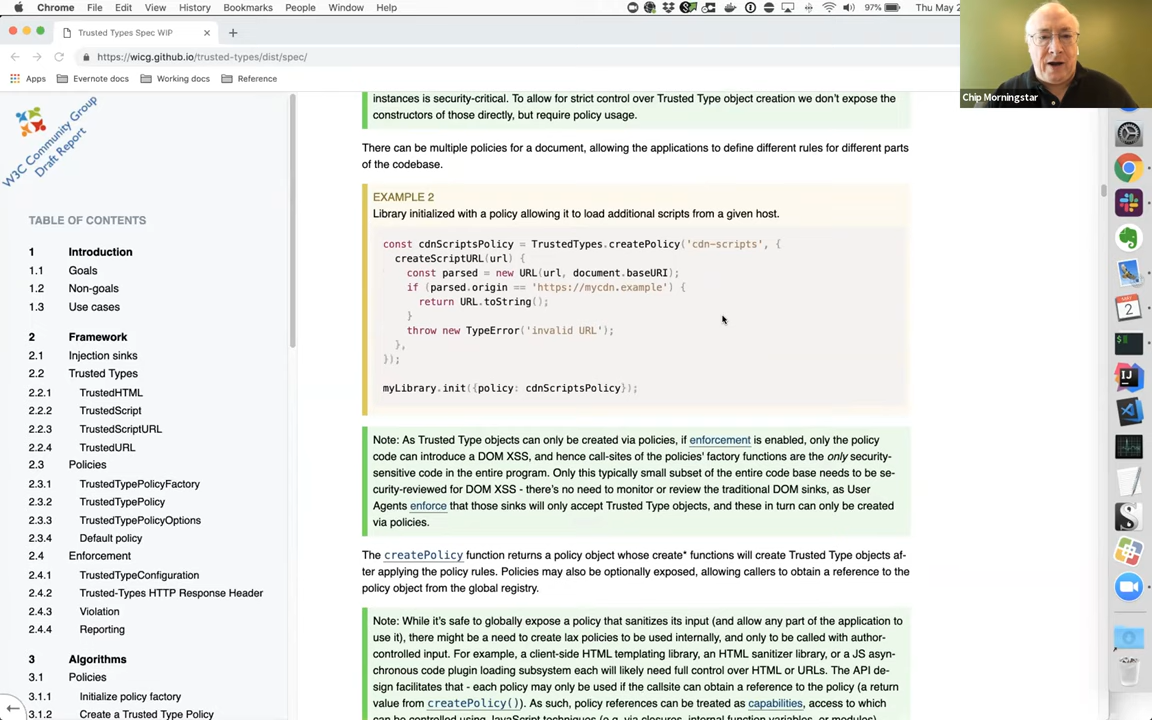 Chrome File Edit View History Bookmarks People Window Help
97% Thu May 2
Trusted Types Spec WIP
https://wicg.github.io/trusted-types/dist/spec/
Apps Evernote docs Working docs Reference
Chip Morningstar
W3C Community Group
Draft Report
TABLE OF CONTENTS
1 Introduction
1.1 Goals
1.2 Non-goals
1.3 Use cases
2 Framework
2.1 Injection sinks
2.2 Trusted Types
2.2.1 TrustedHTML
2.2.2 TrustedScript
2.2.3 TrustedScriptURL
2.2.4 TrustedURL
2.3 Policies
2.3.1 TrustedTypePolicyFactory
2.3.2 TrustedTypePolicy
2.3.3 TrustedTypePolicyOptions
2.3.4 Default policy
2.4 Enforcement
2.4.1 TrustedTypeConfiguration
2.4.2 Trusted-Types HTTP Response Header
2.4.3 Violation
2.4.4 Reporting
3 Algorithms
3.1 Policies
3.1.1 Initialize policy factory
3.1.2 Create a Trusted Type Policy
instances is security-critical. To allow for strict control over Trusted Type object creation we don't expose the
constructors of those directly, but require policy usage.
There can be multiple policies for a document, allowing the applications to define different rules for different parts
of the codebase.
EXAMPLE 2
Library initialized with a policy allowing it to load additional scripts from a given host.
const cdnScriptsPolicy = TrustedTypes.createPolicy('cdn-scripts', {
createScriptURL(url) {
const parsed = new URL(url, document.baseURI);
if (parsed.origin == 'https://mycdn.example') {
return URL.toString();
}
throw new TypeError('invalid URL');
},
});
myLibrary.init({policy: cdnScriptsPolicy});
Note: As Trusted Type objects can only be created via policies, if enforcement is enabled, only the policy
code can introduce a DOM XSS, and hence call-sites of the policies' factory functions are the only security-
sensitive code in the entire program. Only this typically small subset of the entire code base needs to be se-
curity-reviewed for DOM XSS - there's no need to monitor or review the traditional DOM sinks, as User
Agents enforce that those sinks will only accept Trusted Type objects, and these in turn can only be created
via policies.
The createPolicy function returns a policy object whose create* functions will create Trusted Type objects af-
ter applying the policy rules. Policies may also be optionally exposed, allowing callers to obtain a reference to the
policy object from the global registry.
Note: While it's safe to globally expose a policy that sanitizes its input (and allow any part of the application to
use it), there might be a need to create lax policies to be used internally, and only to be called with author-
controlled input. For example, a client-side HTML templating library, an HTML sanitizer library, or a JS asyn-
chronous code plugin loading subsystem each will likely need full control over HTML or URLs. The API de-
sign facilitates that - each policy may only be used if the callsite can obtain a reference to the policy (a return
value from createPolicy()). As such, policy references can be treated as capabilities, access to which
can be controlled using JavaScript techniques (e.g. via closures, internal function variables, or modules).